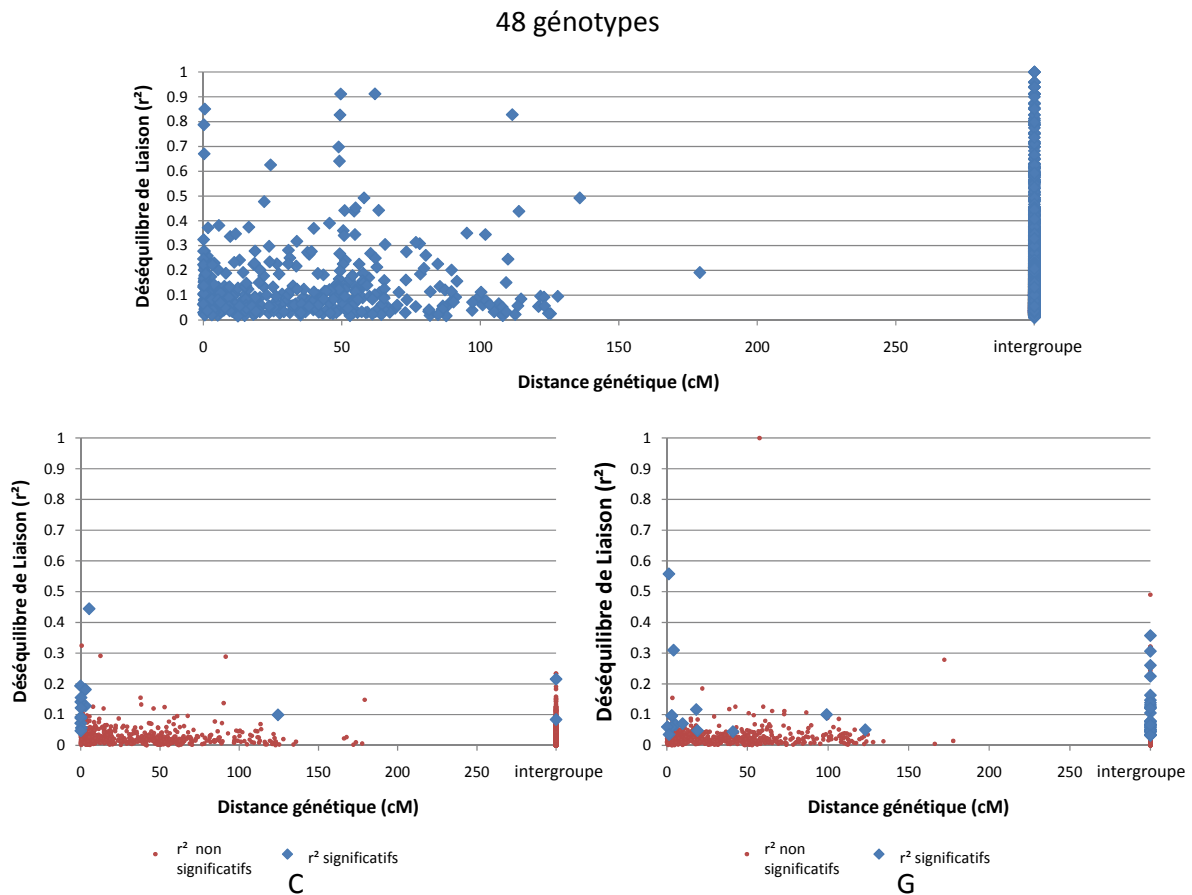 48 génotypes
1
0.9
0.8
0.7
0.6
0.5
0.4
0.3
0.2
0.1
0
Déséquilibre de Liaison (r²)
0 50 100 150 200 250 intergroupe
Distance génétique (cM)
1
0.9
0.8
0.7
0.6
0.5
0.4
0.3
0.2
0.1
0
Déséquilibre de Liaison (r²)
0 50 100 150 200 250 intergroupe
Distance génétique (cM)
r² non
significatifs
r² significatifs
C
1
0.9
0.8
0.7
0.6
0.5
0.4
0.3
0.2
0.1
0
Déséquilibre de Liaison (r²)
0 50 100 150 200 250 intergroupe
Distance génétique (cM)
r² non
significatifs
r² significatifs
G